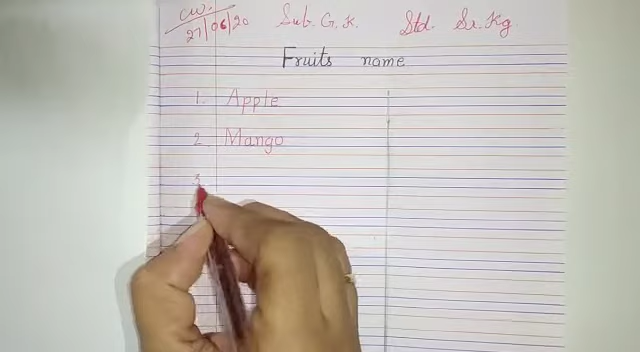 C.W. 27/06/20 Sub. G.K. Std. Sr. Kg.
Fruits name
1. Apple
2. Mango
3